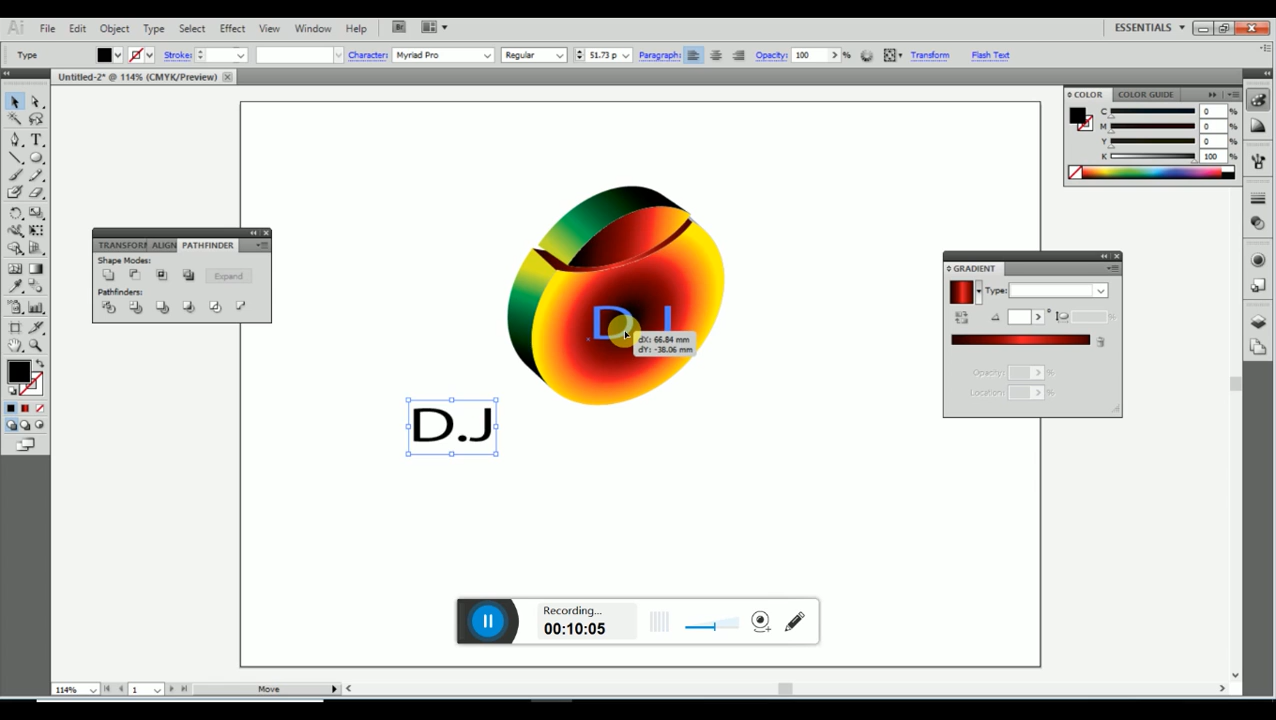 Ai File Edit Object Type Select Effect View Window Help Br ESSENTIALS
Type Stroke: Character: Myriad Pro Regular 51.73 p Paragraph: Opacity: 100 % Transform Flash Text
Untitled-2* @ 114% (CMYK/Preview)
COLOR COLOR GUIDE
C 0 %
M 0 %
Y 0 %
K 100 %
TRANSFORM ALIGN PATHFINDER
Shape Modes:
Expand
Pathfinders:
GRADIENT
Type:
Opacity: %
Location: %
D.J
dX: 66.84 mm
dY: -38.06 mm
D.J
Recording...
00:10:05
114% 1 Move